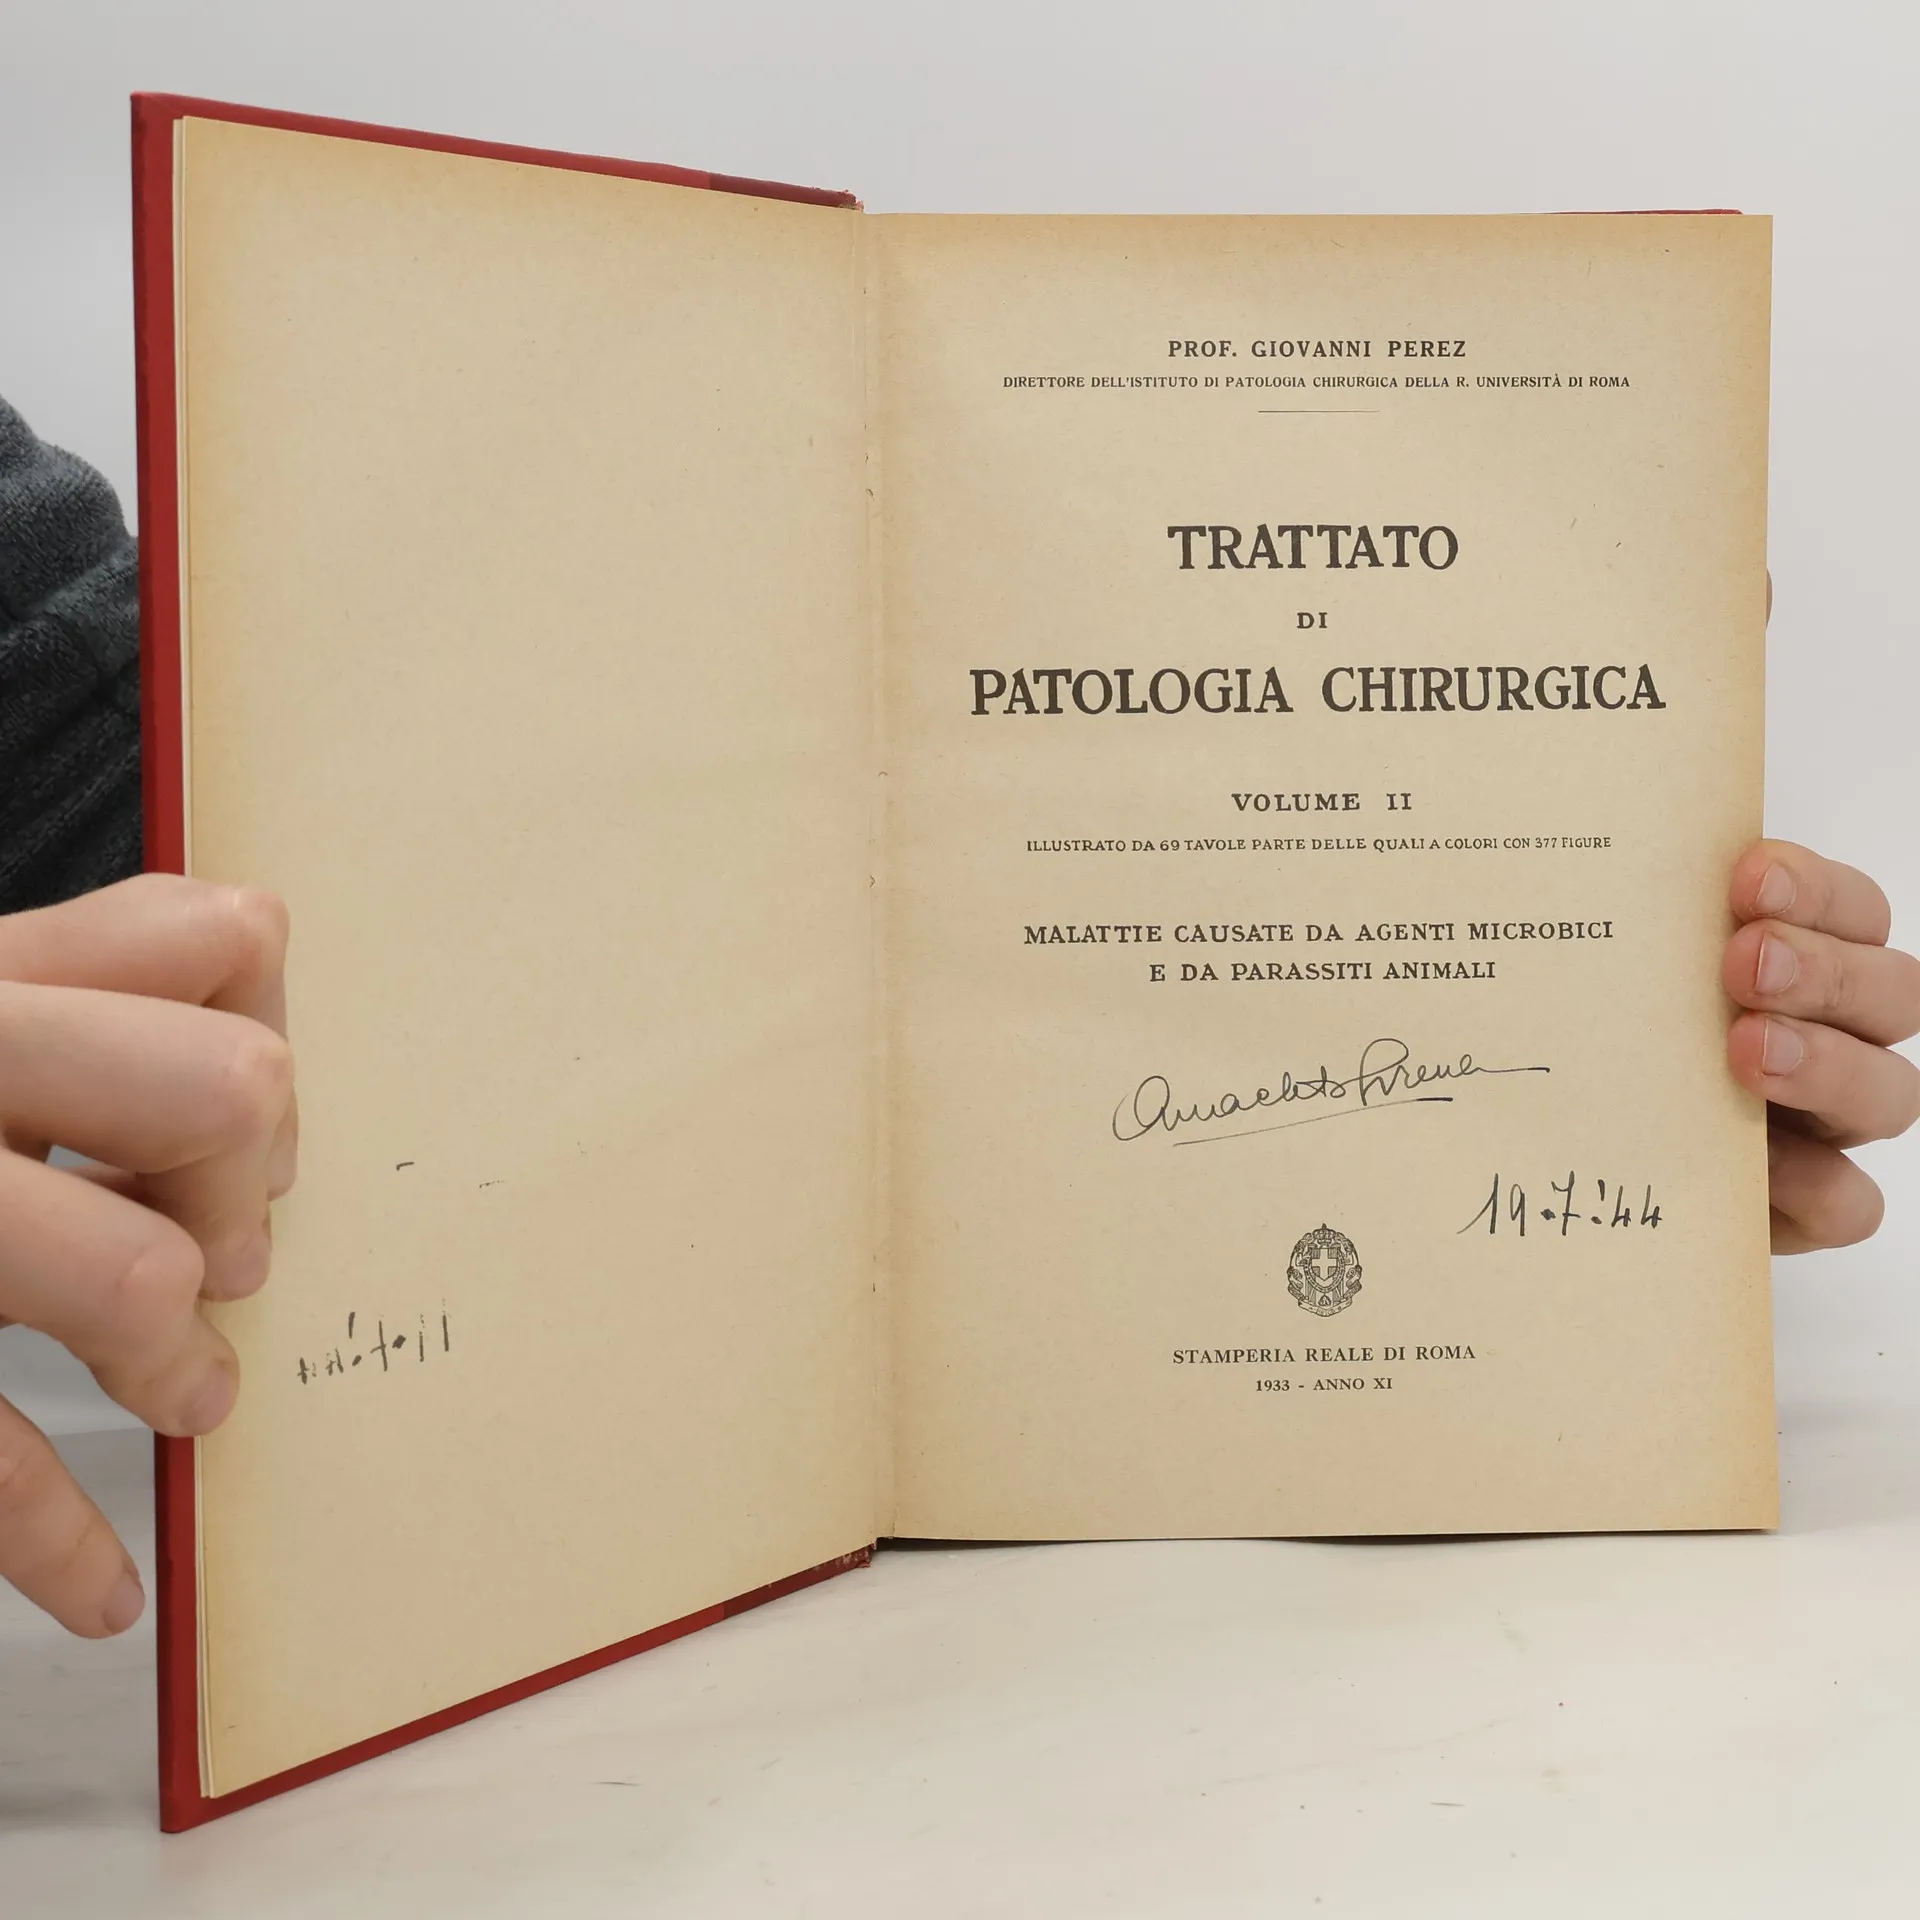 PROF. GIOVANNI PEREZ
DIRETTORE DELL'ISTITUTO DI PATOLOGIA CHIRURGICA DELLA R. UNIVERSITÀ DI ROMA
TRATTATO
DI
PATOLOGIA CHIRURGICA
VOLUME II
ILLUSTRATO DA 69 TAVOLE PARTE DELLE QUALI A COLORI CON 377 FIGURE
MALATTIE CAUSATE DA AGENTI MICROBICI
E DA PARASSITI ANIMALI
19.7.'44
STAMPERIA REALE DI ROMA
1933 - ANNO XI